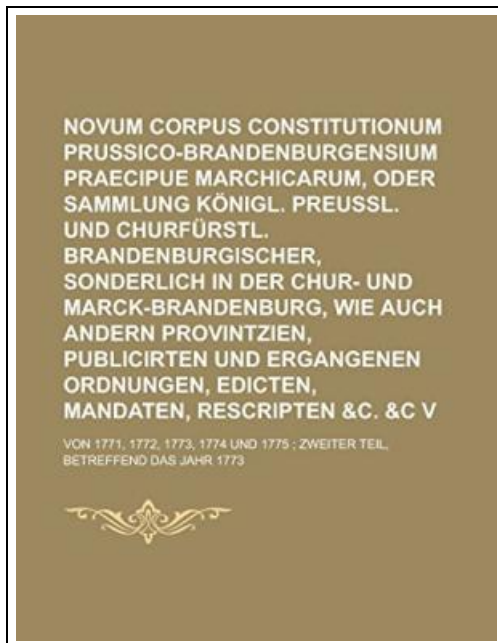 NOVUM CORPUS CONSTITUTIONUM
PRUSSICO-BRANDENBURGENSIUM
PRAECIPUE MARCHICARUM, ODER
SAMMLUNG KÖNIGL. PREUSSL.
UND CHURFÜRSTL.
BRANDENBURGISCHER,
SONDERLICH IN DER CHUR- UND
MARCK-BRANDENBURG, WIE AUCH
ANDERN PROVINTZIEN,
PUBLICIRTEN UND ERGANGENEN
ORDNUNGEN, EDICTEN,
MANDATEN, RESCRIPTEN &C. &C V
VON 1771, 1772, 1773, 1774 UND 1775 ; ZWEITER TEIL,
BETREFFEND DAS JAHR 1773